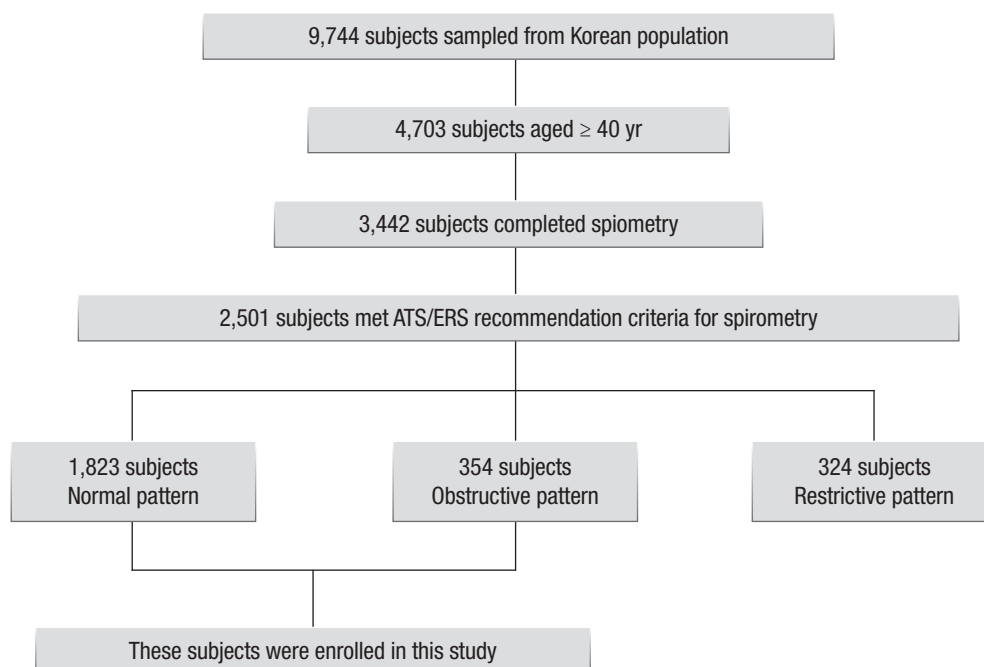 9,744 subjects sampled from Korean population
4,703 subjects aged ≥ 40 yr
3,442 subjects completed spiometry
2,501 subjects met ATS/ERS recommendation criteria for spirometry
1,823 subjects
Normal pattern
354 subjects
Obstructive pattern
324 subjects
Restrictive pattern
These subjects were enrolled in this study